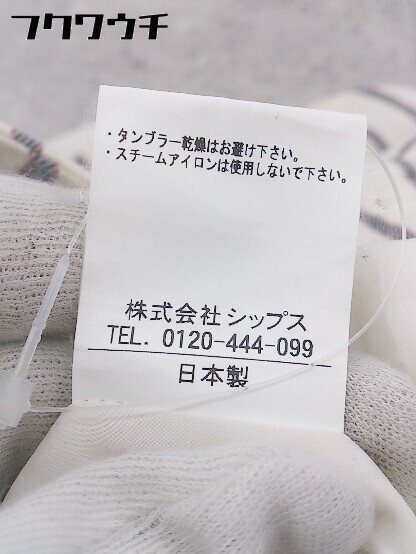 フクワウチ
・タンブラー乾燥はお避け下さい。
・スチームアイロンは使用しないで下さい。
株式会社シップス
TEL. 0120-444-099
日本製